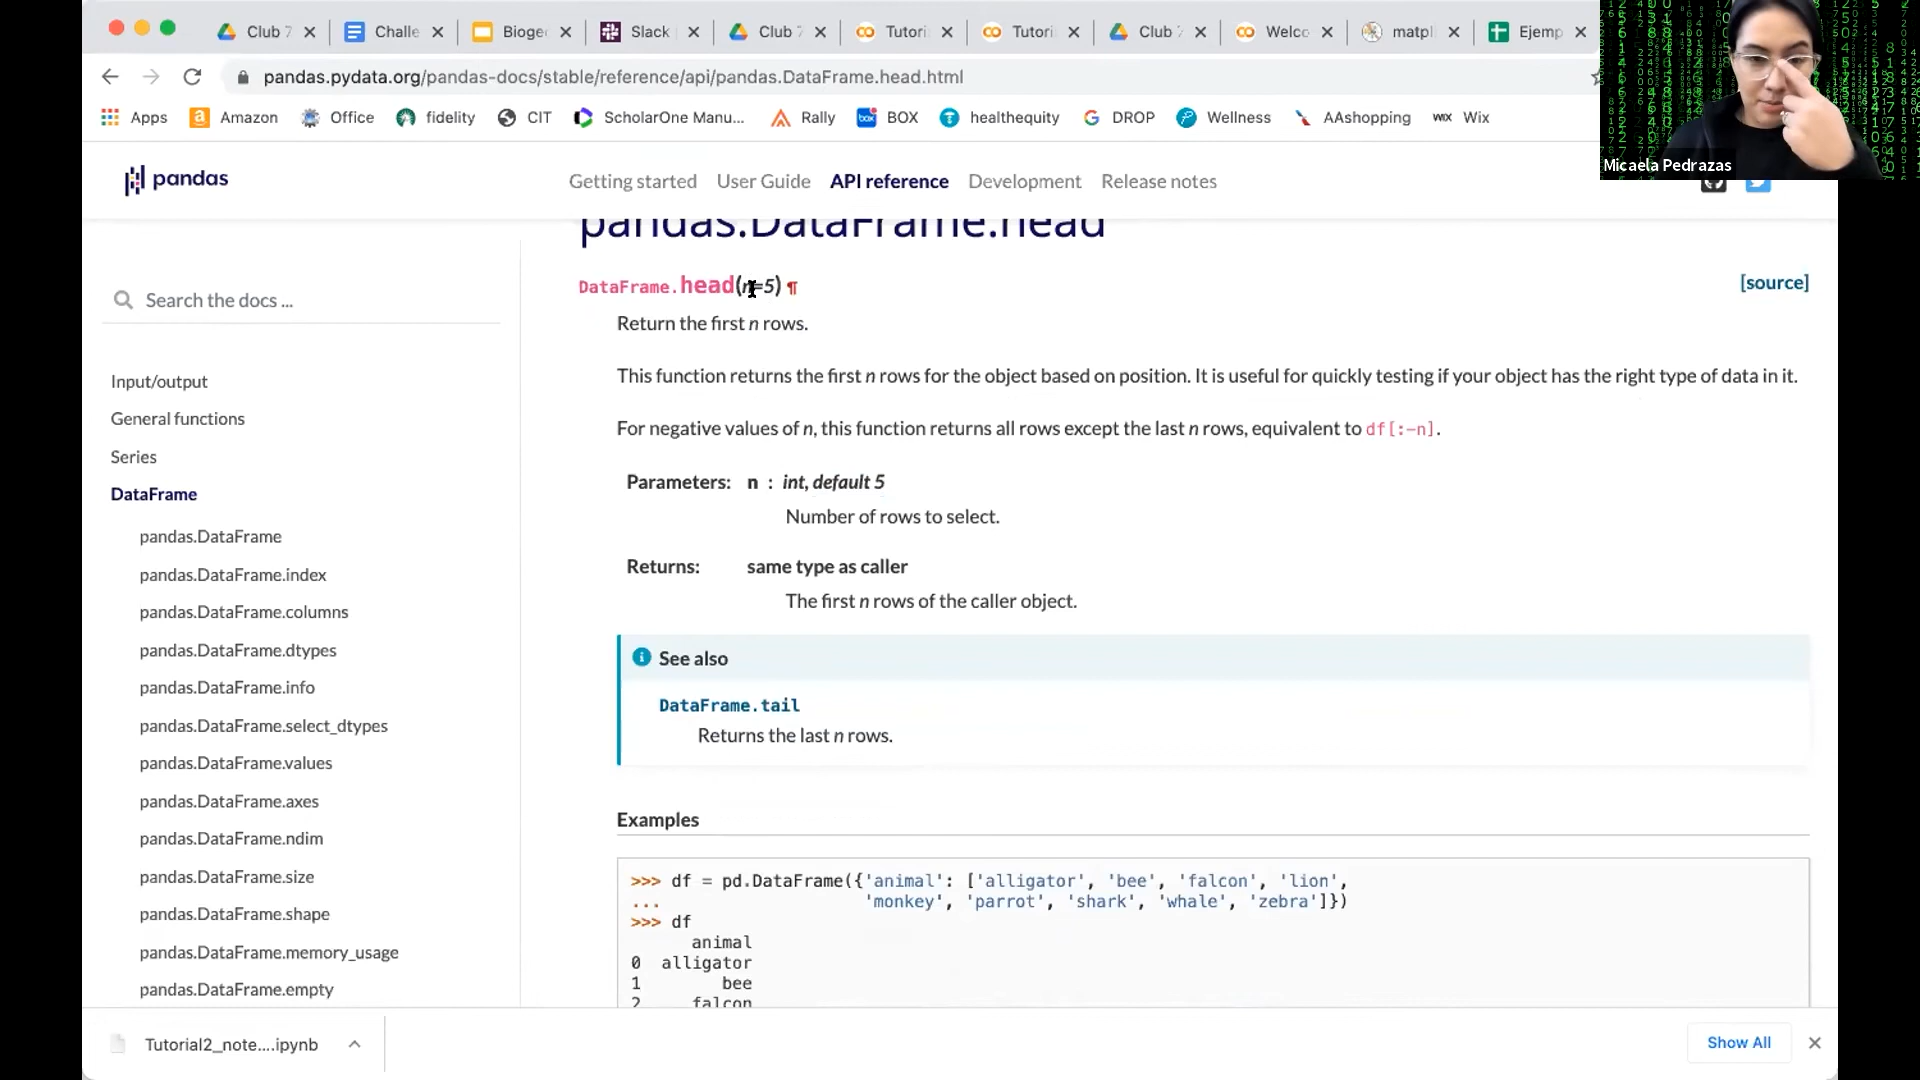 Club 7
Challe
Bioge
Slack
Club 7
Tutori
Tutori
Club
Welco
matpl
Ejemp
pandas.pydata.org/pandas-docs/stable/reference/api/pandas.DataFrame.head.html
Apps
Amazon
Office
fidelity
CIT
ScholarOne Manu...
Rally
BOX
healthequity
DROP
Wellness
AAshopping
WIX Wix
Micaela Pedrazas
pandas
Getting started User Guide API reference Development Release notes
pandas.DataFrame.head
Search the docs ...
Input/output
General functions
Series
DataFrame
pandas.DataFrame
pandas.DataFrame.index
pandas.DataFrame.columns
pandas.DataFrame.dtypes
pandas.DataFrame.info
pandas.DataFrame.select_dtypes
pandas.DataFrame.values
pandas.DataFrame.axes
pandas.DataFrame.ndim
pandas.DataFrame.size
pandas.DataFrame.shape
pandas.DataFrame.memory_usage
pandas.DataFrame.empty
DataFrame.head(n=5) ¶
[source]
Return the first n rows.
This function returns the first n rows for the object based on position. It is useful for quickly testing if your object has the right type of data in it.
For negative values of n, this function returns all rows except the last n rows, equivalent to df[:-n].
Parameters: n : int, default 5
Number of rows to select.
Returns: same type as caller
The first n rows of the caller object.
See also
DataFrame.tail
Returns the last n rows.
Examples
>>> df = pd.DataFrame({'animal': ['alligator', 'bee', 'falcon', 'lion',
... 'monkey', 'parrot', 'shark', 'whale', 'zebra']})
>>> df
animal
0 alligator
1 bee
2 falcon
Tutorial2_note....ipynb
Show All